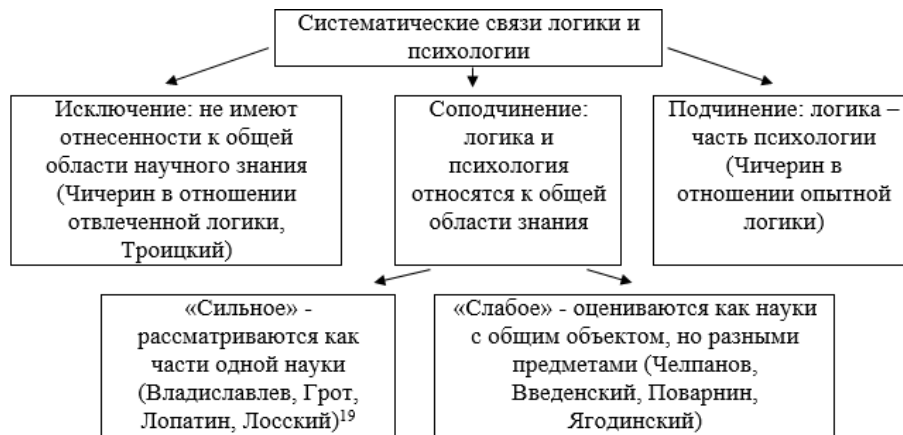 Систематические связи логики и
психологии
Исключение: не имеют
отнесенности к общей
области научного знания
(Чичерин в отношении
отвлеченной логики,
Троицкий)
Соподчинение:
логика и
психология
относятся к общей
области знания
Подчинение: логика –
часть психологии
(Чичерин в
отношении опытной
логики)
«Сильное» -
рассматриваются как
части одной науки
(Владиславлев, Грот,
Лопатин, Лосский)¹⁹
«Слабое» - оцениваются как науки
с общим объектом, но разными
предметами (Челпанов,
Введенский, Поварнин,
Ягодинский)